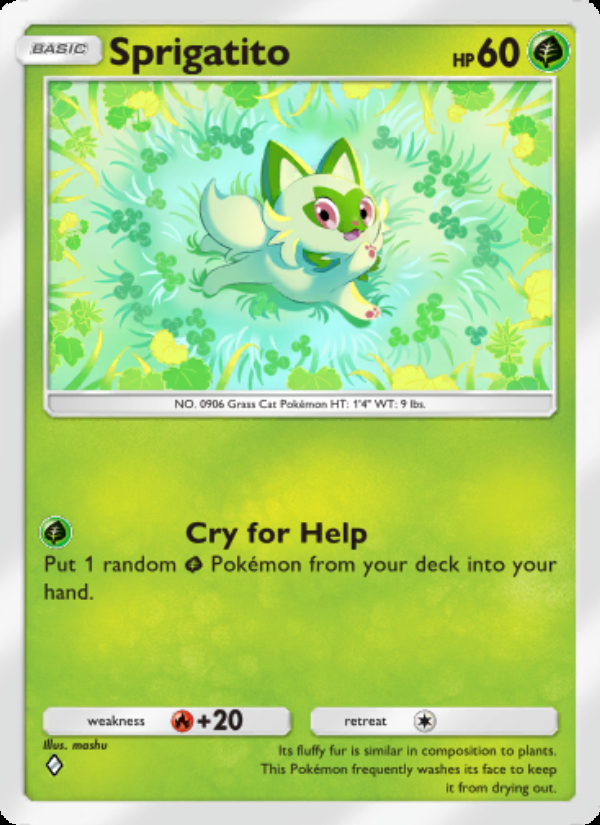 BASIC Sprigatito HP 60
NO. 0906 Grass Cat Pokémon HT: 1'4" WT: 9 lbs.
Cry for Help
Put 1 random Pokémon from your deck into your
hand.
weakness +20 retreat
Illus. mashu
Its fluffy fur is similar in composition to plants.
This Pokémon frequently washes its face to keep
it from drying out.